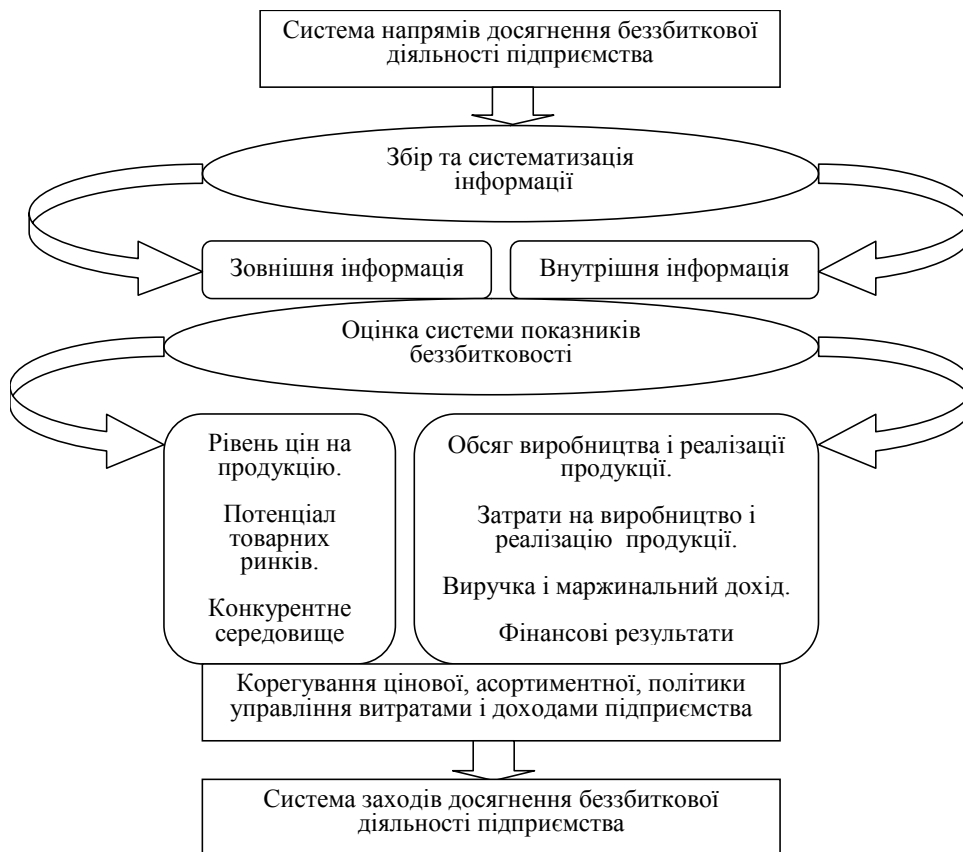 Система напрямів досягнення беззбиткової
діяльності підприємства
Збір та систематизація
інформації
Зовнішня інформація
Внутрішня інформація
Оцінка системи показників
беззбитковості
Рівень цін на
продукцію.
Потенціал
товарних
ринків.
Конкурентне
середовище
Обсяг виробництва і реалізації
продукції.
Затрати на виробництво і
реалізацію продукції.
Виручка і маржинальний дохід.
Фінансові результати
Корегування цінової, асортиментної, політики
управління витратами і доходами підприємства
Система заходів досягнення беззбиткової
діяльності підприємства